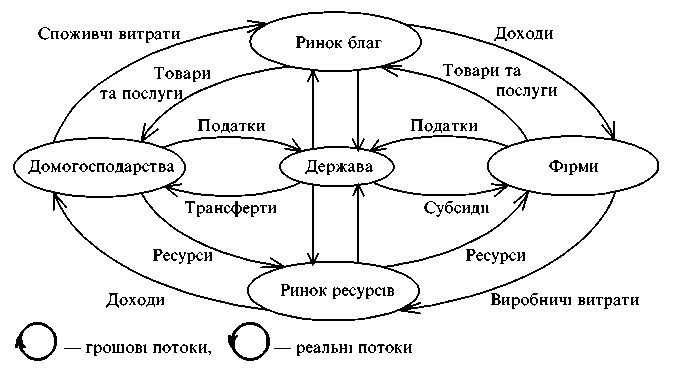 Споживчі витрати
Ринок благ
Доходи
Товари
та послуги
Товари та
послуги
Податки
Податки
Домогосподарства
Держава
Фірми
Трансферти
Субсиди
Ресурси
Ресурси
Ринок ресурсів
Доходи
Виробничі витрати
— грошові потоки,
— реальні потоки